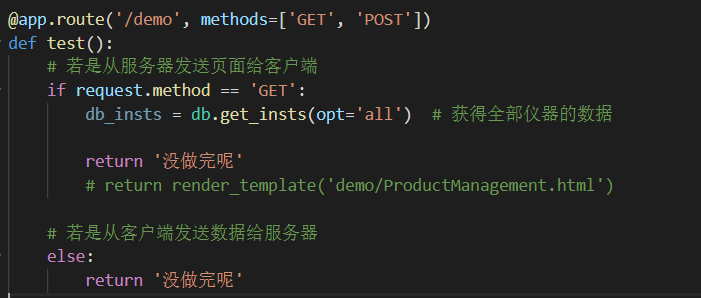 @app.route('/demo', methods=['GET', 'POST'])
def test():
    # 若是从服务器发送页面给客户端
    if request.method == 'GET':
        db_insts = db.get_insts(opt='all')  # 获得全部仪器的数据
        return '没做完呢'
        # return render_template('demo/ProductManagement.html')
    # 若是从客户端发送数据给服务器
    else:
        return '没做完呢'